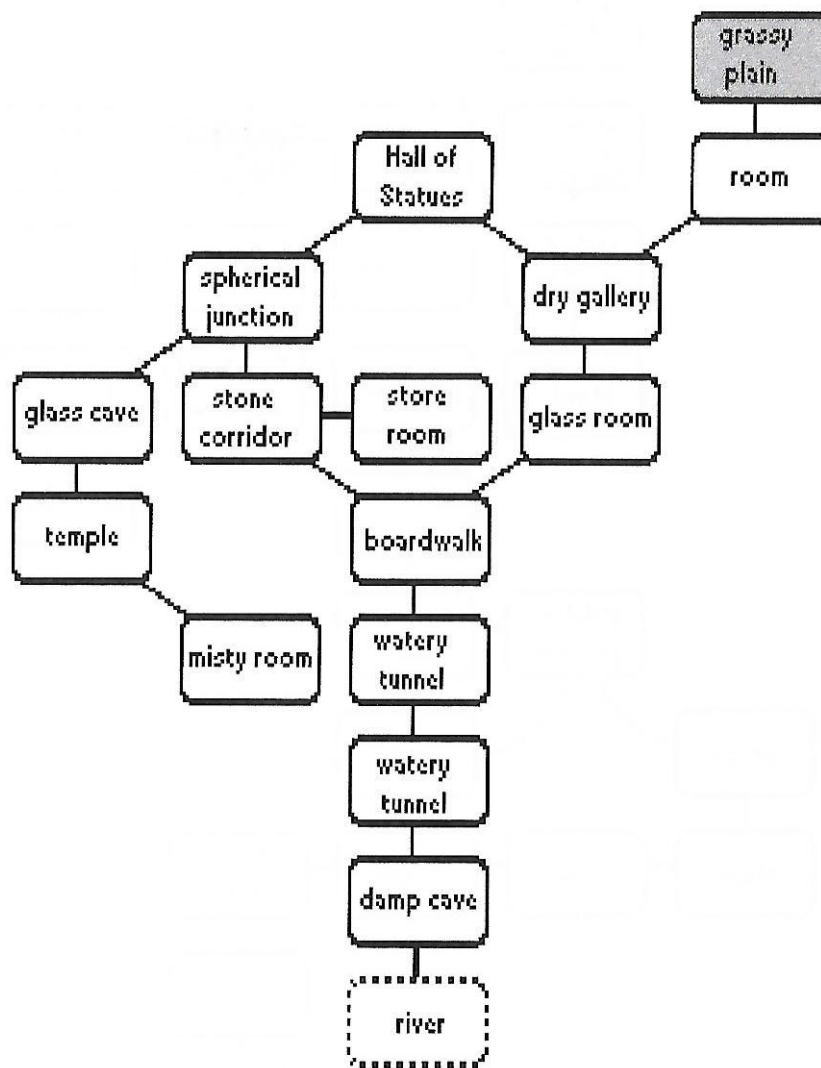 grassy
plain
Hall of
Statues
room
spherical
junction
dry gallery
glass cave
stone
corridor
store
room
glass room
temple
boardwalk
misty room
watery
tunnel
watery
tunnel
damp cave
river